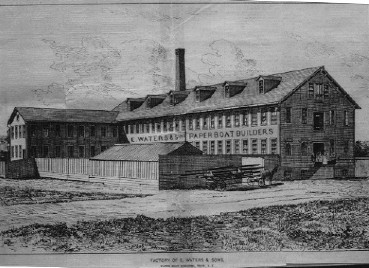 E. WATERS & SONS PAPER BOAT BUILDERS
FACTORY OF E. WATERS & SONS,